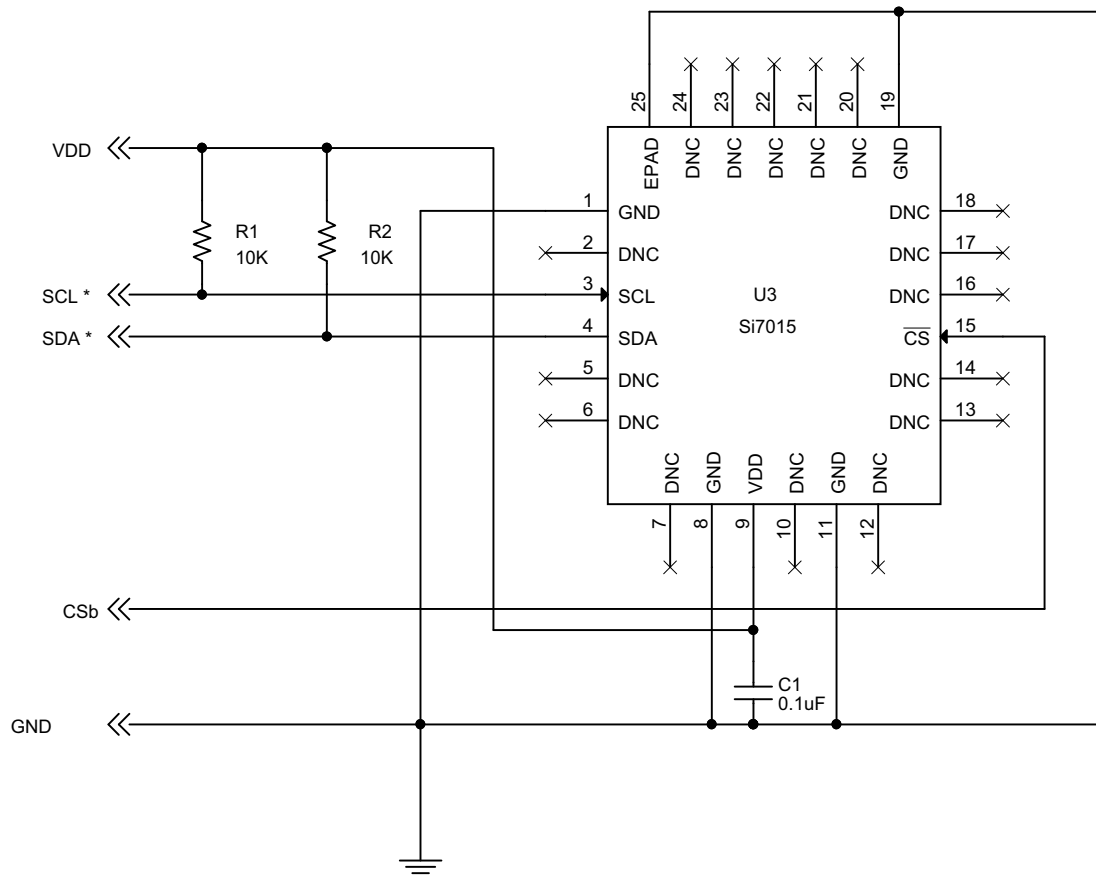 25
24
23
22
21
20
19
EPAD
DNC
DNC
DNC
DNC
DNC
GND
VDD
R1
10K
R2
10K
SCL *
SDA *
1
GND
2
DNC
3
SCL
4
SDA
5
DNC
6
DNC
U3
Si7015
DNC
18
DNC
17
DNC
16
CS
15
DNC
14
DNC
13
DNC
GND
VDD
DNC
GND
DNC
7
8
9
10
11
12
CSb
C1
0.1uF
GND